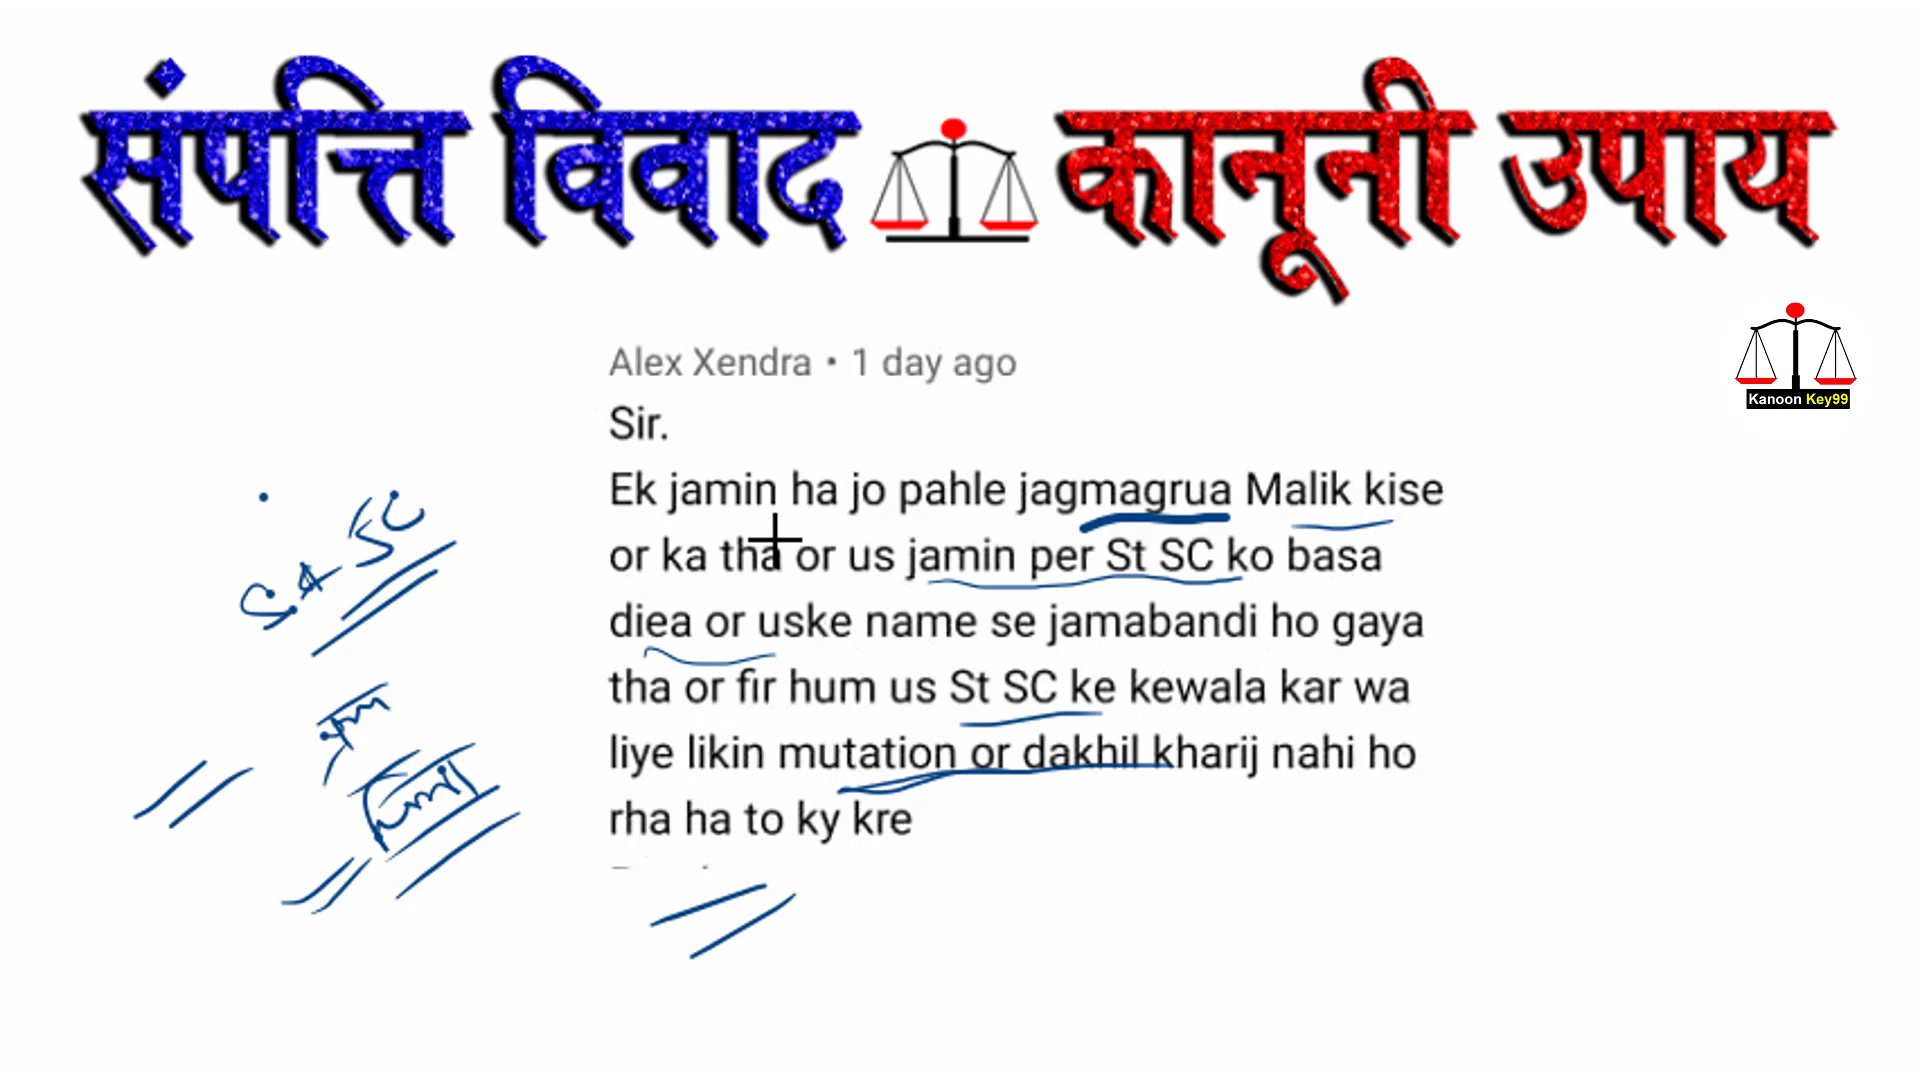 संपत्ति विवाद कानूनी उपाय
Kanoon Key99
Alex Xendra • 1 day ago
Sir.
Ek jamin ha jo pahle jagmagrua Malik kise
or ka tha or us jamin per St SC ko basa
diea or uske name se jamabandi ho gaya
tha or fir hum us St SC ke kewala kar wa
liye likin mutation or dakhil kharij nahi ho
rha ha to ky kre
SC